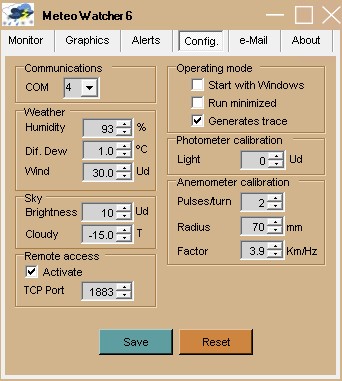 Meteo Watcher 6
Monitor Graphics Alerts Config. e-Mail About
Communications
COM 4
Weather
Humidity 93 %
Dif. Dew 1.0 ºC
Wind 30.0 Ud
Sky
Brightness 10 Ud
Cloudy -15.0 T
Remote access
Activate
TCP Port 1883
Operating mode
Start with Windows
Run minimized
Generates trace
Photometer calibration
Light 0 Ud
Anemometer calibration
Pulses/turn 2
Radius 70 mm
Factor 3.9 Km/Hz
Save Reset